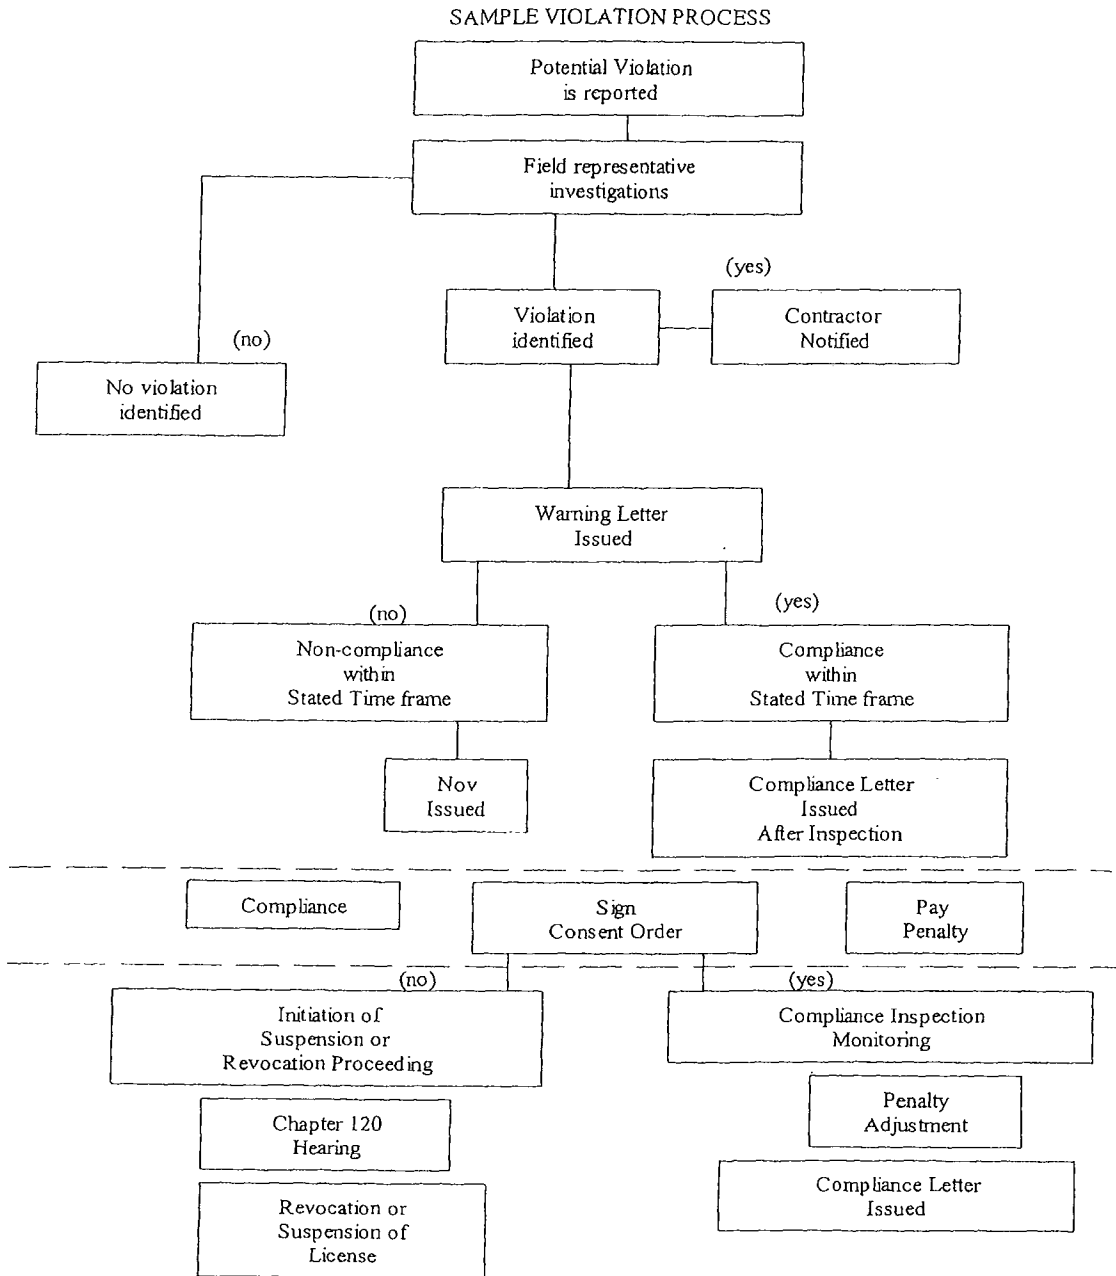 SAMPLE VIOLATION PROCESS
Potential Violation
is reported
Field representative
investigations
(yes)
Violation
identified
Contractor
Notified
(no)
No violation
identified
Warning Letter
Issued
(no)
(yes)
Non-compliance
within
Stated Time frame
Compliance
within
Stated Time frame
Nov
Issued
Compliance Letter
Issued
After Inspection
Compliance
Sign
Consent Order
Pay
Penalty
(no)
(yes)
Initiation of
Suspension or
Revocation Proceeding
Compliance Inspection
Monitoring
Chapter 120
Hearing
Penalty
Adjustment
Revocation or
Suspension of
License
Compliance Letter
Issued